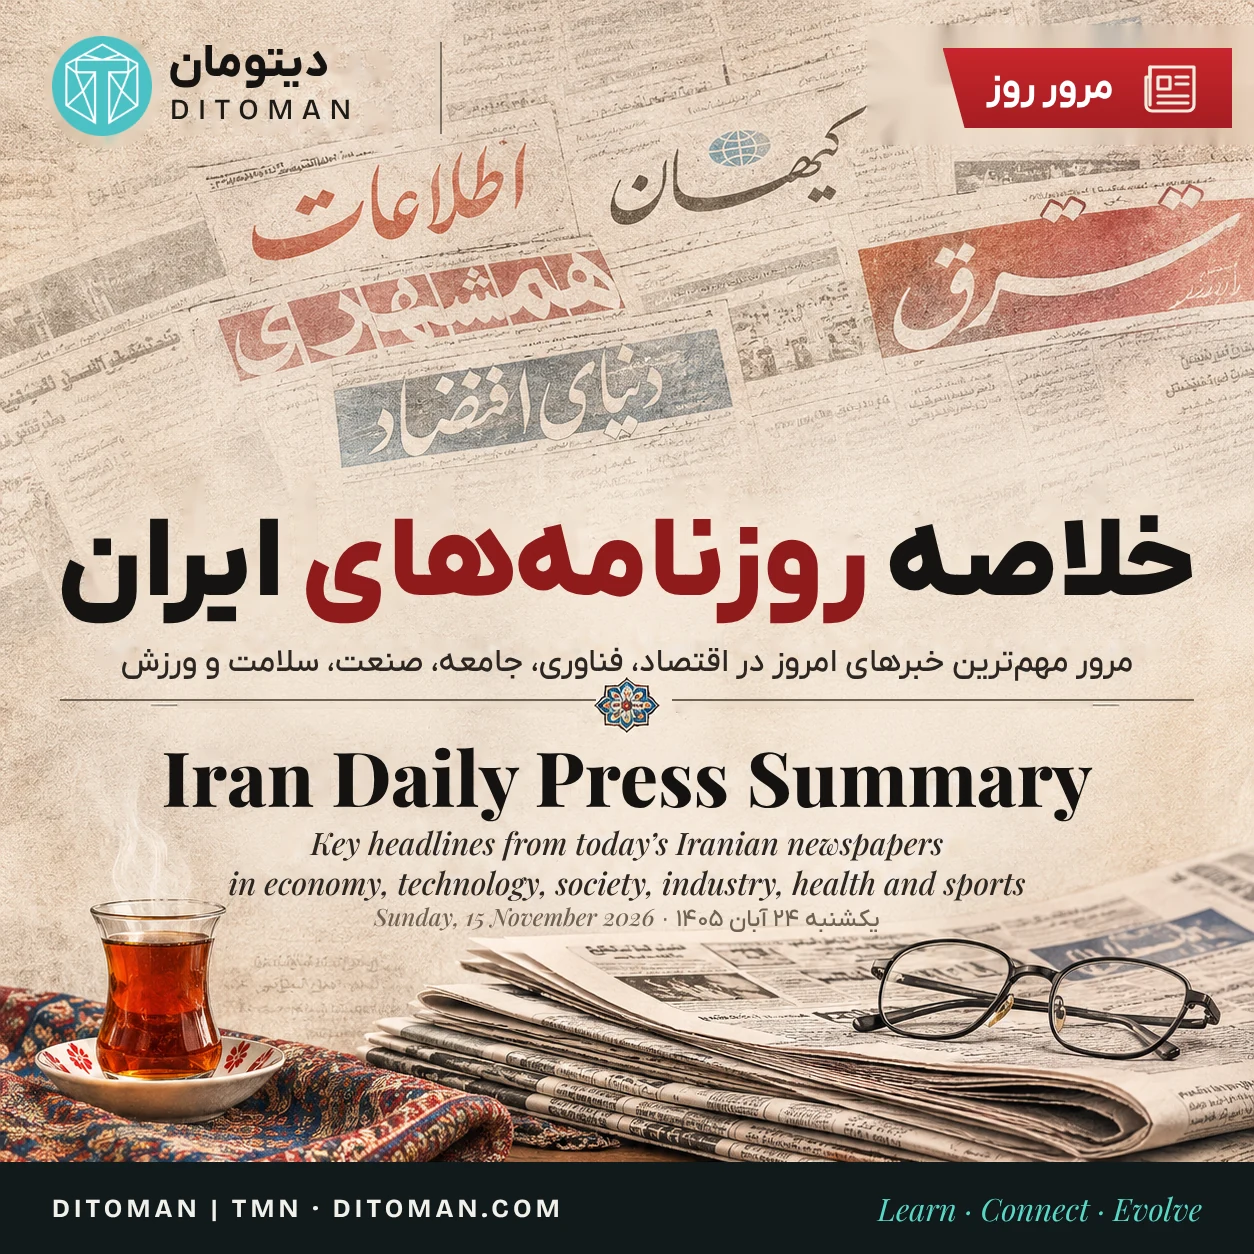 دیتومان
DITOMAN
مرور روز
اطلاعات
کیهان
شرق
همشهری
دنیای اقتصاد
خلاصه روزنامه‌های ایران
مرور مهم‌ترین خبرهای امروز در اقتصاد، فناوری، جامعه، صنعت، سلامت و ورزش
Iran Daily Press Summary
Key headlines from today’s Iranian newspapers
in economy, technology, society, industry, health and sports
Sunday, 15 November 2026 · یکشنبه ۲۴ آبان ۱۴۰۵
DITOMAN | TMN · DITOMAN.COM
Learn · Connect · Evolve